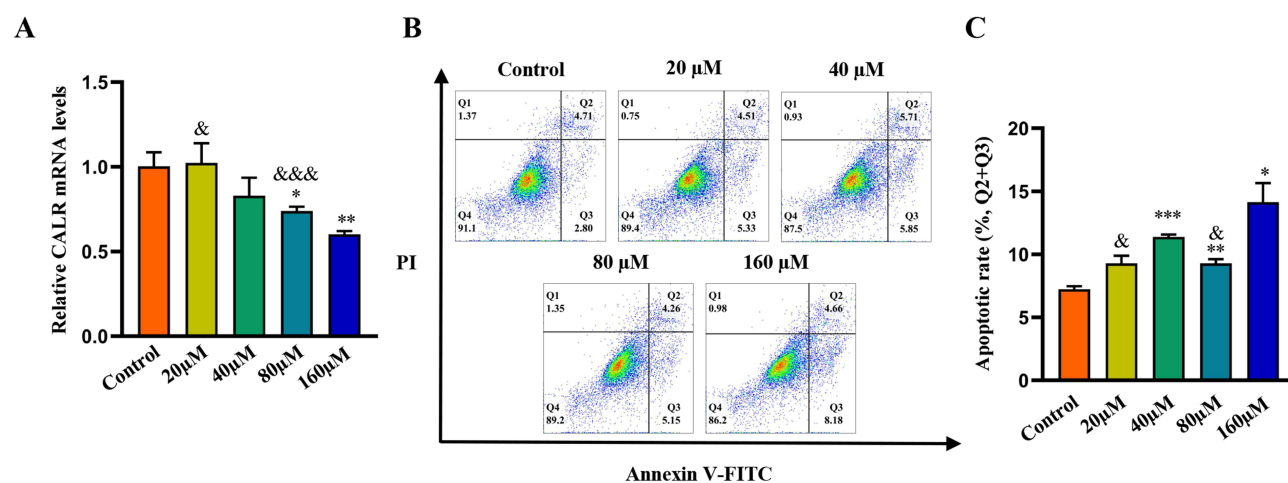 A
Relative CALR mRNA levels
1.5
1.0
0.5
0.0
&
&&&
*
**
Control
20μM
40μM
80μM
160μM
B
PI
Control
Q1
1.37
Q2
4.71
Q4
91.1
Q3
2.80
20 μM
Q1
0.75
Q2
4.51
Q4
89.4
Q3
5.33
40 μM
Q1
0.93
Q2
5.71
Q4
87.5
Q3
5.85
80 μM
Q1
1.35
Q2
4.26
Q4
89.2
Q3
5.15
160 μM
Q1
0.98
Q2
4.66
Q4
86.2
Q3
8.18
Annexin V-FITC
C
Apoptotic rate (%, Q2+Q3)
20
15
10
5
0
&
***
&
**
*
Control
20μM
40μM
80μM
160μM